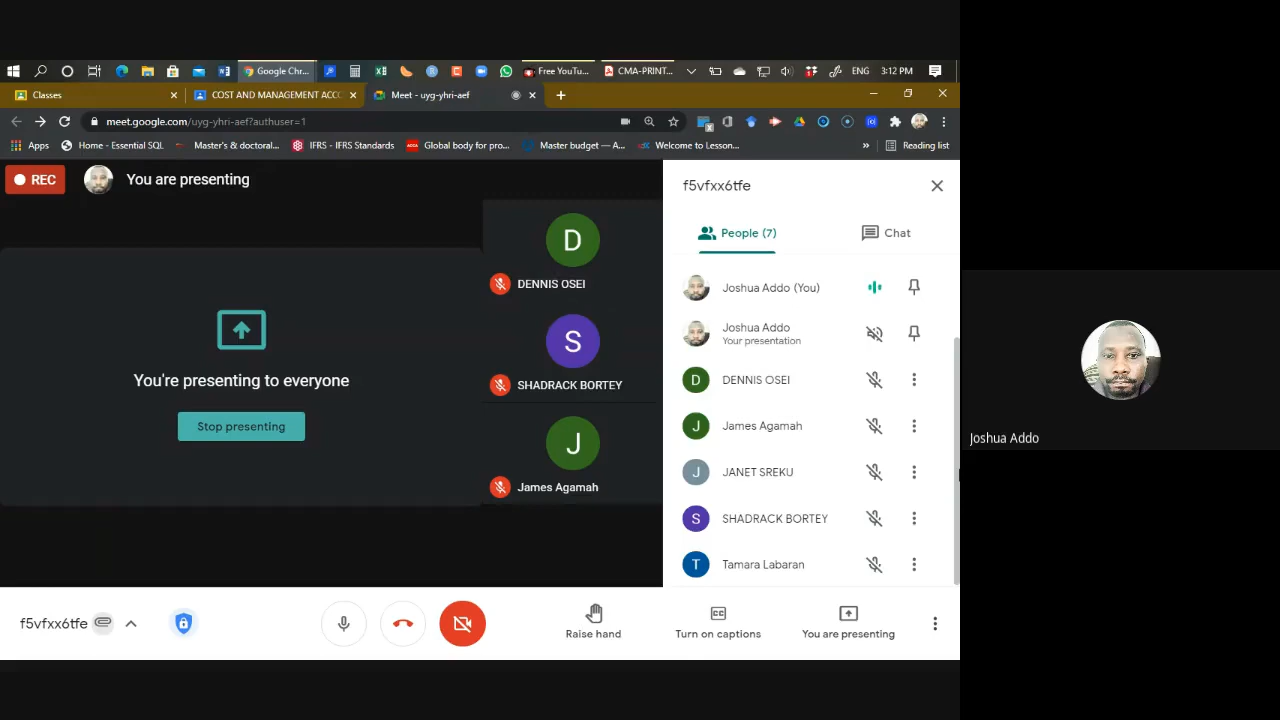 Google Chr...
Free YouTu...
CMA-PRINT...
ENG
3:12 PM
Classes
COST AND MANAGEMENT ACCC
Meet - uyg-yhri-aef
meet.google.com/uyg-yhri-aef?authuser=1
Apps
Home - Essential SQL
Master's & doctoral...
IFRS - IFRS Standards
ACCA
Global body for pro...
Master budget — A...
Welcome to Lesson...
Reading list
REC
You are presenting
D
DENNIS OSEI
S
SHADRACK BORTEY
J
James Agamah
You're presenting to everyone
Stop presenting
f5vfxx6tfe
People (7)
Chat
Joshua Addo (You)
Joshua Addo
Your presentation
D
DENNIS OSEI
J
James Agamah
J
JANET SREKU
S
SHADRACK BORTEY
T
Tamara Labaran
f5vfxx6tfe
Raise hand
CC
Turn on captions
You are presenting
Joshua Addo